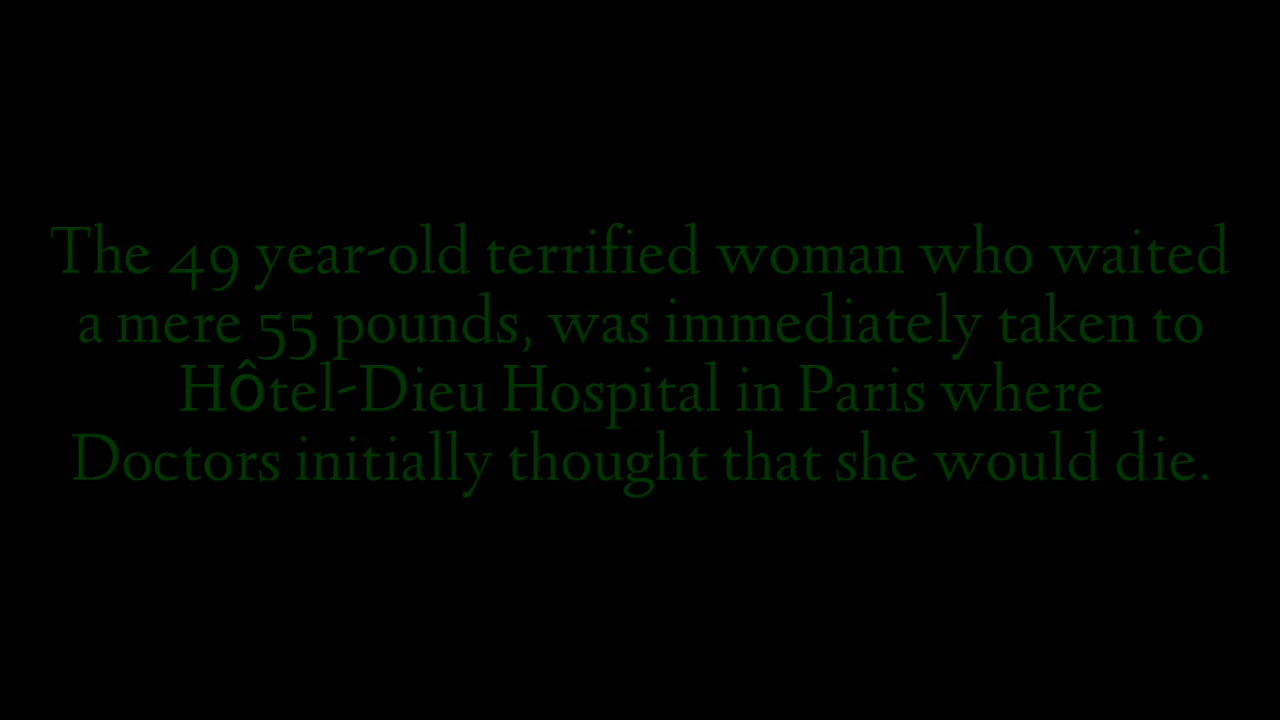 The 49 year-old terrified woman who waited
a mere 55 pounds, was immediately taken to
Hôtel-Dieu Hospital in Paris where
Doctors initially thought that she would die.